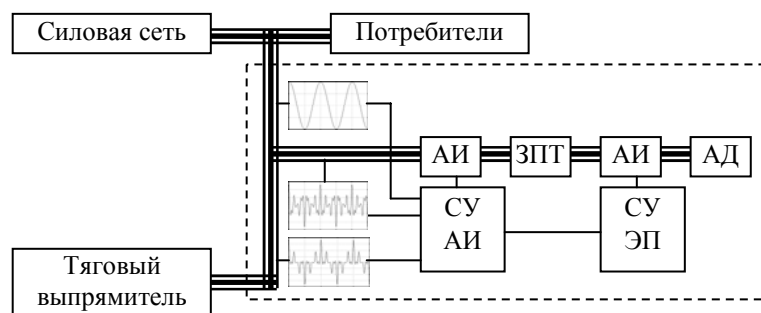 Силовая сеть
Потребители
АИ
ЗПТ
АИ
АД
СУ
АИ
СУ
ЭП
Тяговый
выпрямитель